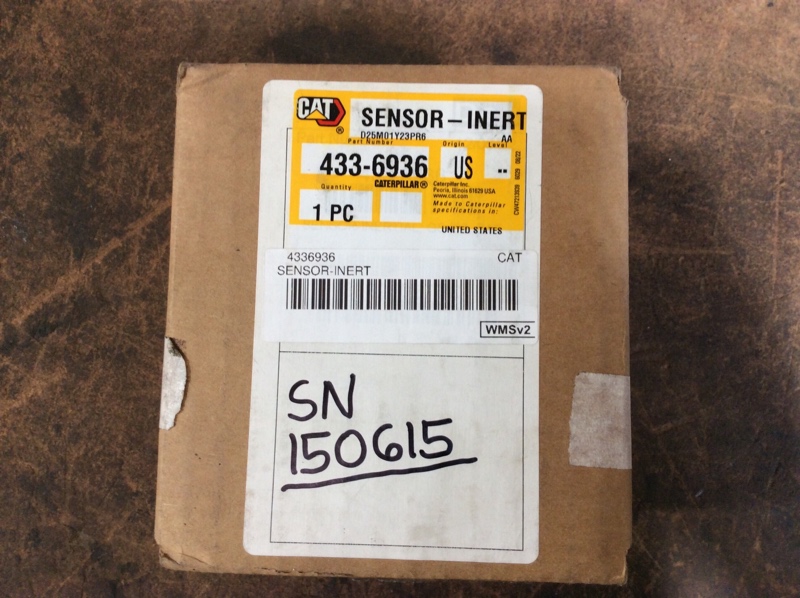 CAT
®
SENSOR-INERT
D25M01Y23PR6
AA
Part Number
Origin
Level
433-6936
US
--
CATERPILLAR®
Quantity
1 PC
Caterpillar Inc.
Peoria, Illinois 61629 USA
www.cat.com
Made to Caterpillar
specifications in:
UNITED STATES
4336936
CAT
SENSOR-INERT
WMSv2
SN
150615